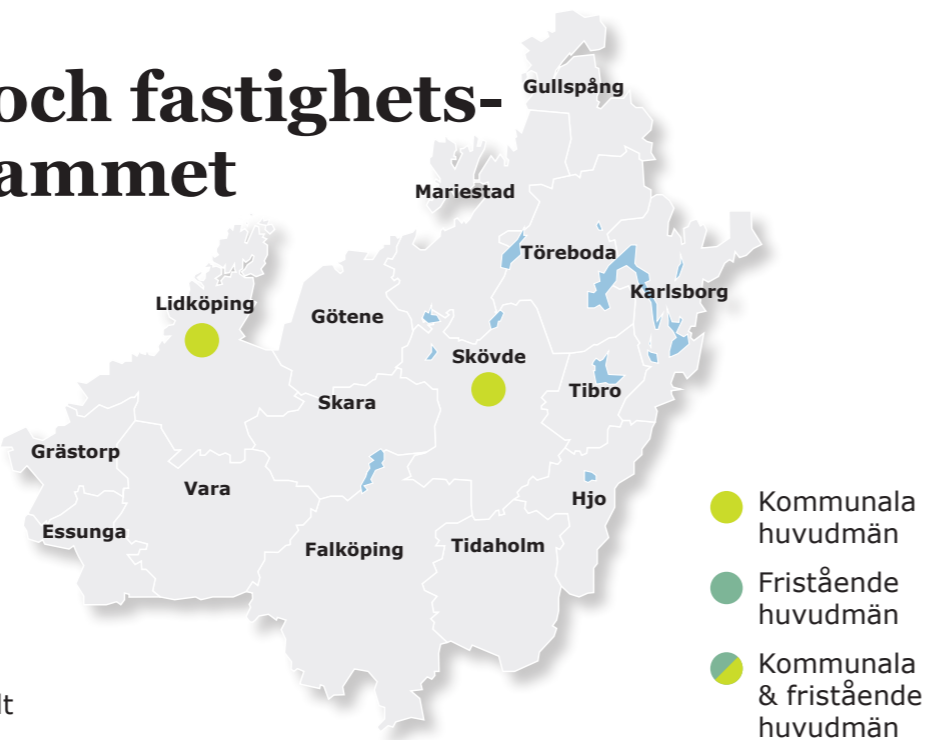 och fastighets-
ammet
Gullspång
Mariestad
Töreboda
Karlsborg
Lidköping
Götene
Skövde
Tibro
Skara
Grästorp
Vara
Hjo
Essunga
Falköping
Tidaholm
Kommunala
huvudmän
Fristående
huvudmän
Kommunala
& fristående
huvudmän
lt